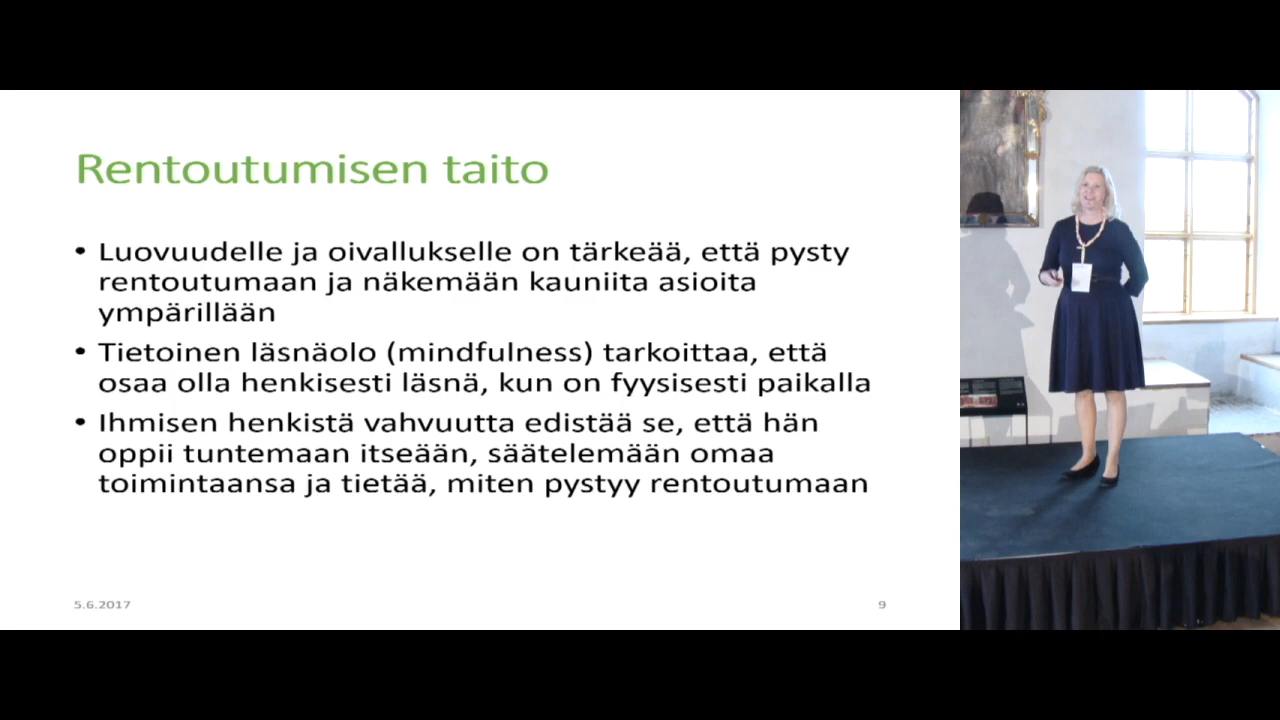 Rentoutumisen taito
• Luovuudelle ja oivallukselle on tärkeää, että pysty
rentoutumaan ja näkemään kauniita asioita
ympärillään
• Tietoinen läsnäolo (mindfulness) tarkoittaa, että
osaa olla henkisesti läsnä, kun on fyysisesti paikalla
• Ihmisen henkistä vahvuutta edistää se, että hän
oppii tuntemaan itseään, säätelemään omaa
toimintaansa ja tietää, miten pystyy rentoutumaan
5.6.2017
9